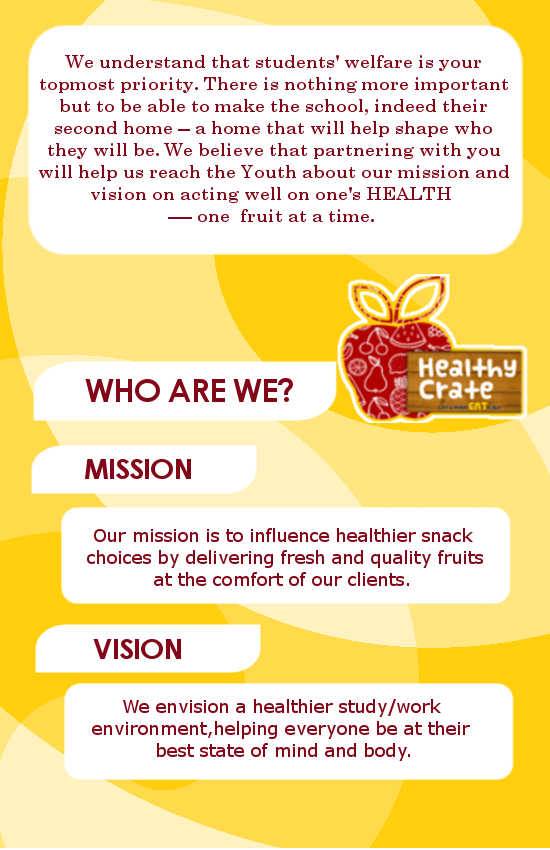 We understand that students' welfare is your
topmost priority. There is nothing more important
but to be able to make the school, indeed their
second home – a home that will help shape who
they will be. We believe that partnering with you
will help us reach the Youth about our mission and
vision on acting well on one's HEALTH
— one fruit at a time.
Healthy
Crate
EAT
WHO ARE WE?
MISSION
Our mission is to influence healthier snack
choices by delivering fresh and quality fruits
at the comfort of our clients.
VISION
We envision a healthier study/work
environment,helping everyone be at their
best state of mind and body.